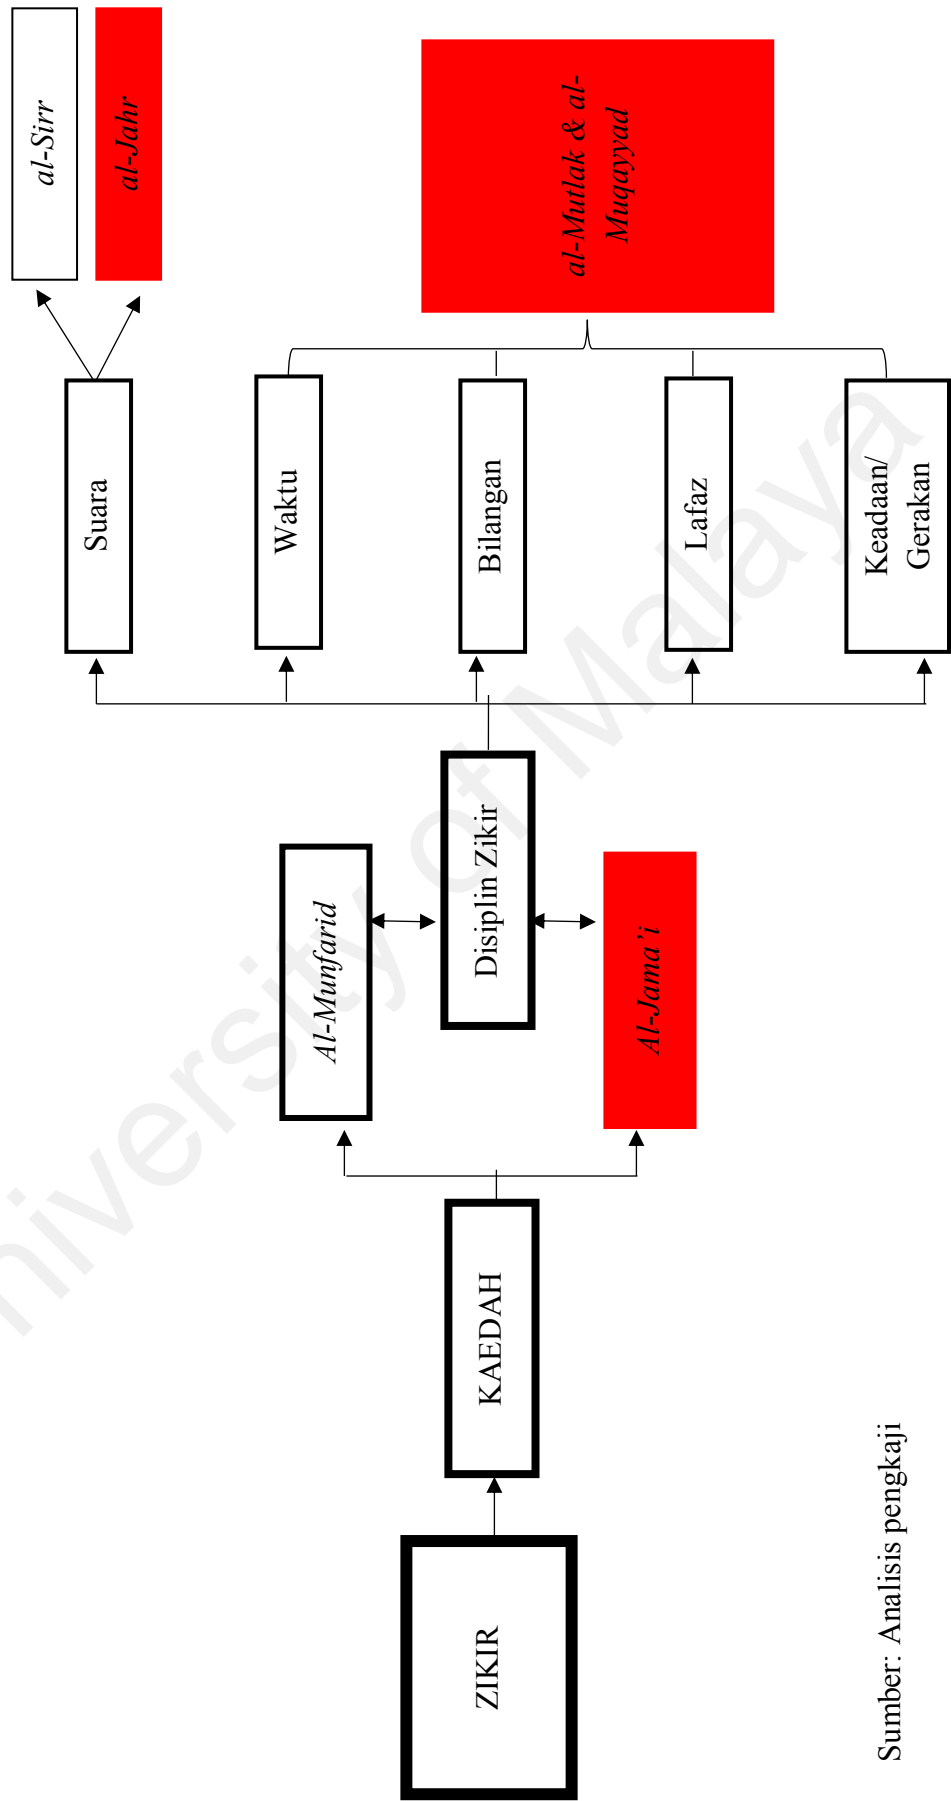 ZIKIR
KAEDAH
Al-Munfarid
Disiplin Zikir
Al-Jama’i
Suara
Waktu
Bilangan
Lafaz
Keadaan/
Gerakan
al-Sirr
al-Jahr
al-Mutlak & al-
Muqayyad
Sumber: Analisis pengkaji
University of Malaya